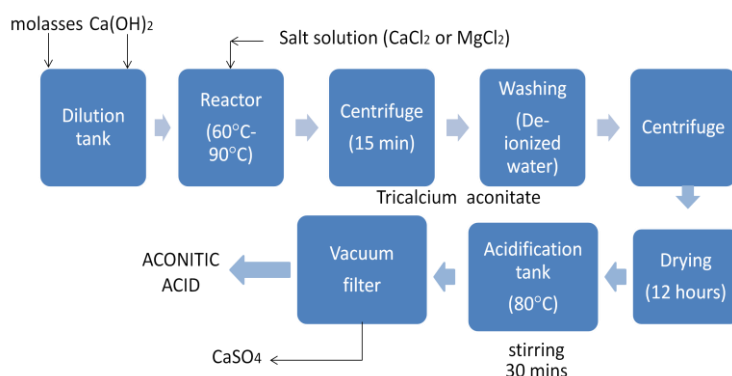 molasses Ca(OH)2
Salt solution (CaCl2 or MgCl2)
Dilution
tank
Reactor
(60°C-
90°C)
Centrifuge
(15 min)
Washing
(De-
ionized
water)
Centrifuge
Tricalcium aconitate
Drying
(12 hours)
Acidification
tank
(80°C)
stirring
30 mins
Vacuum
filter
ACONITIC
ACID
CaSO4